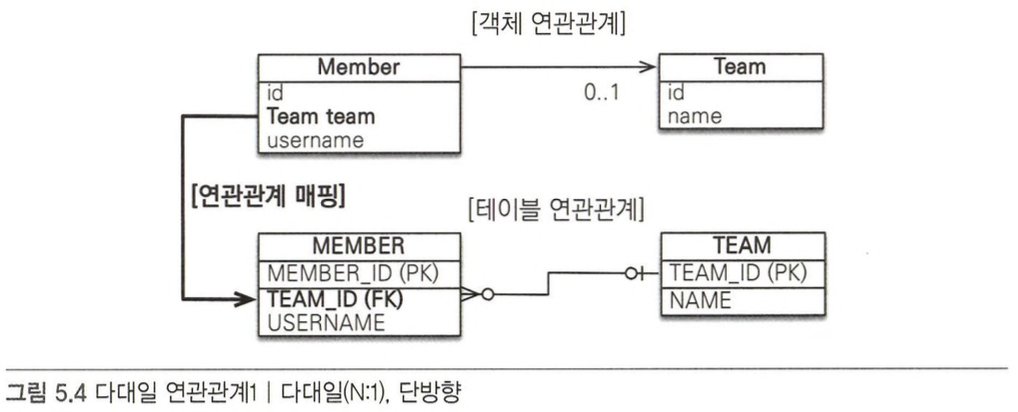 [객체 연관관계]
Member
id
Team team
username
0..1
Team
id
name
[연관관계 매핑]
[테이블 연관관계]
MEMBER
MEMBER_ID (PK)
TEAM_ID (FK)
USERNAME
TEAM
TEAM_ID (PK)
NAME
그림 5.4 다대일 연관관계1 | 다대일(N:1), 단방향